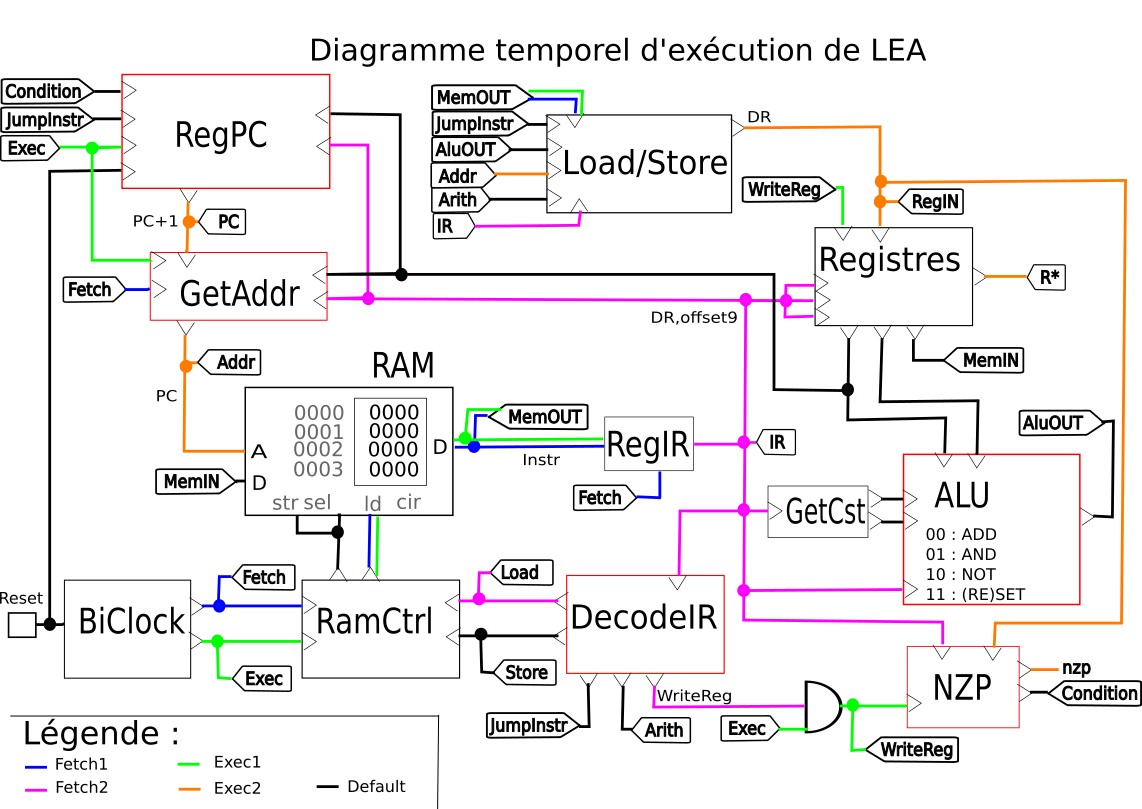 Diagramme temporel d'exécution de LEA
Condition
JumpInstr
Exec
RegPC
MemOUT
JumpInstr
AluOUT
Addr
Arith
IR
Load/Store
DR
WriteReg
RegIN
PC+1
PC
Fetch
GetAddr
Registres
R*
DR,offset9
MemIN
Addr
PC
RAM
0000 0000
0001 0000
0002 0000
0003 0000
A
D
D
str sel ld cir
MemIN
MemOUT
Instr
RegIR
Fetch
IR
AluOUT
GetCst
ALU
00 : ADD
01 : AND
10 : NOT
11 : (RE)SET
Reset
BiClock
Fetch
Exec
RamCtrl
Load
Store
DecodeIR
JumpInstr
Arith
WriteReg
Exec
WriteReg
NZP
nzp
Condition
Légende :
Fetch1
Exec1
Fetch2
Exec2
Default